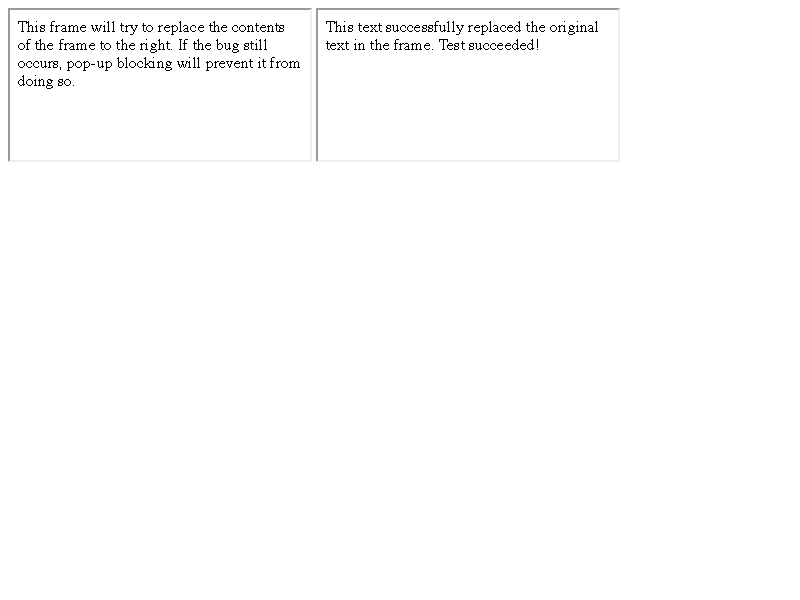 This frame will try to replace the contents
of the frame to the right. If the bug still
occurs, pop-up blocking will prevent it from
doing so.
This text successfully replaced the original
text in the frame. Test succeeded!